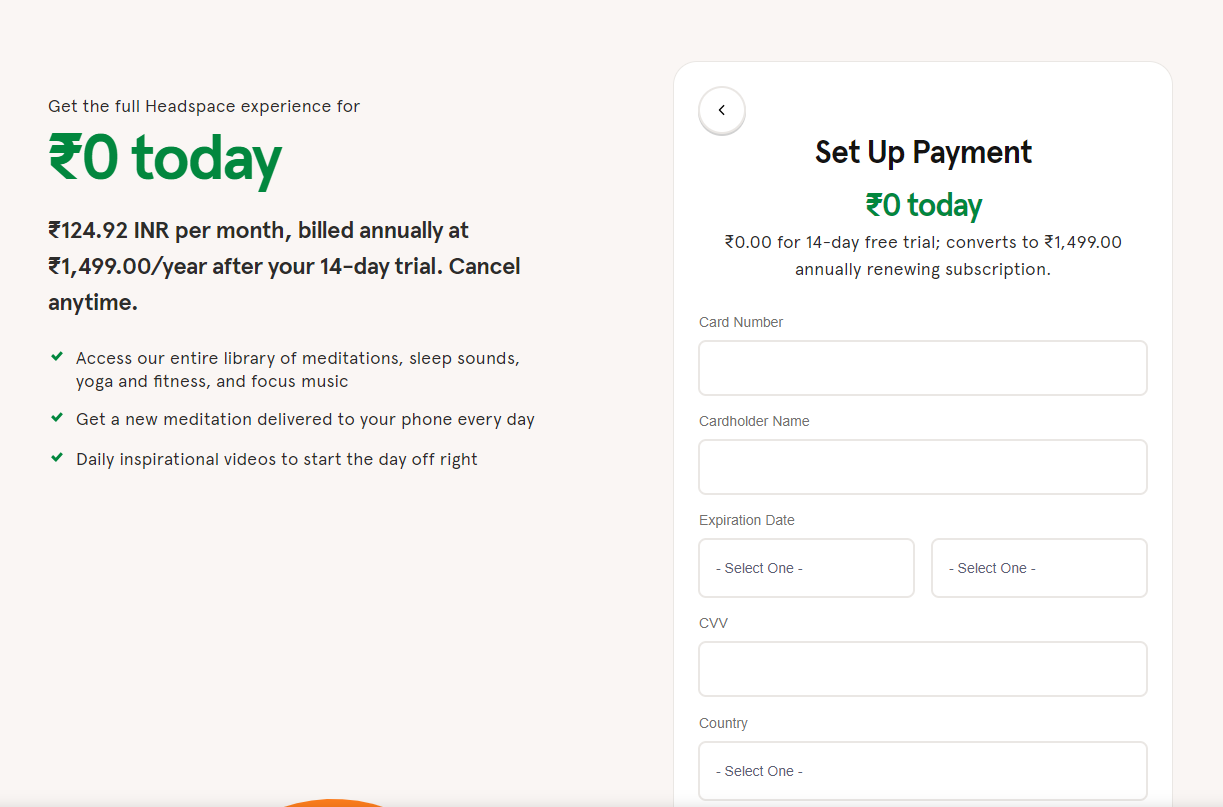 Get the full Headspace experience for
₹0 today
₹124.92 INR per month, billed annually at
₹1,499.00/year after your 14-day trial. Cancel
anytime.
Access our entire library of meditations, sleep sounds,
yoga and fitness, and focus music
Get a new meditation delivered to your phone every day
Daily inspirational videos to start the day off right
Set Up Payment
₹0 today
₹0.00 for 14-day free trial; converts to ₹1,499.00
annually renewing subscription.
Card Number
Cardholder Name
Expiration Date
- Select One - - Select One -
CVV
Country
- Select One -